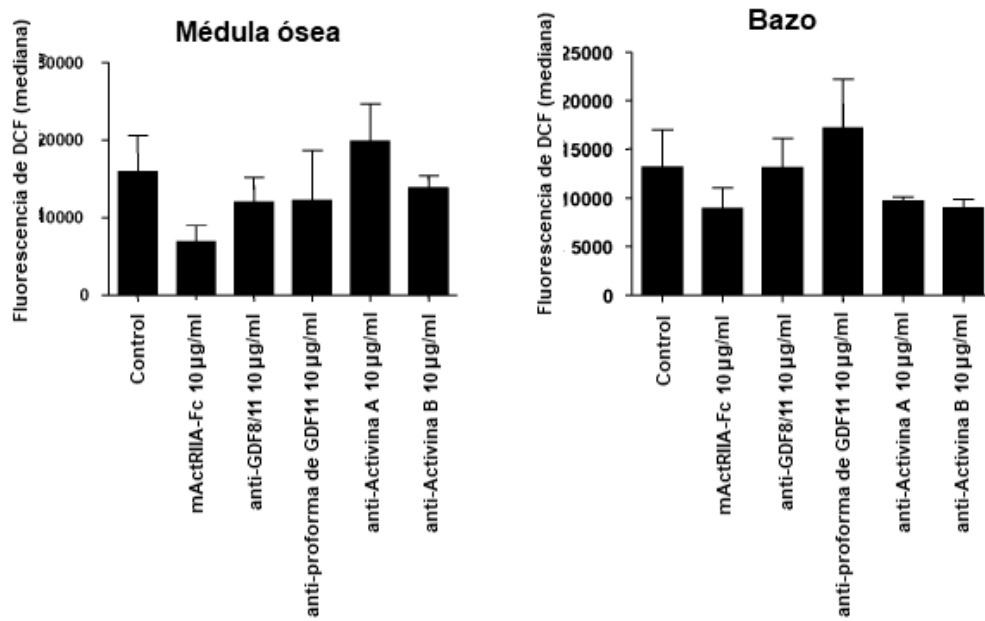 Médula ósea
Fluorescencia de DCF (mediana)
30000
20000
10000
0
Control
mActRIIA-Fc 10 µg/ml
anti-GDF8/11 10 µg/ml
anti-proforma de GDF11 10 µg/ml
anti-Activina A 10 µg/ml
anti-Activina B 10 µg/ml
Bazo
Fluorescencia de DCF (mediana)
25000
20000
15000
10000
5000
0
Control
mActRIIA-Fc 10 µg/ml
anti-GDF8/11 10 µg/ml
anti-proforma de GDF11 10 µg/ml
anti-Activina A 10 µg/ml
anti-Activina B 10 µg/ml